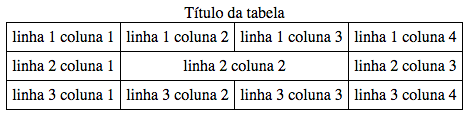 Título da tabela
linha 1 coluna 1 linha 1 coluna 2 linha 1 coluna 3 linha 1 coluna 4
linha 2 coluna 1 linha 2 coluna 2 linha 2 coluna 3
linha 3 coluna 1 linha 3 coluna 2 linha 3 coluna 3 linha 3 coluna 4